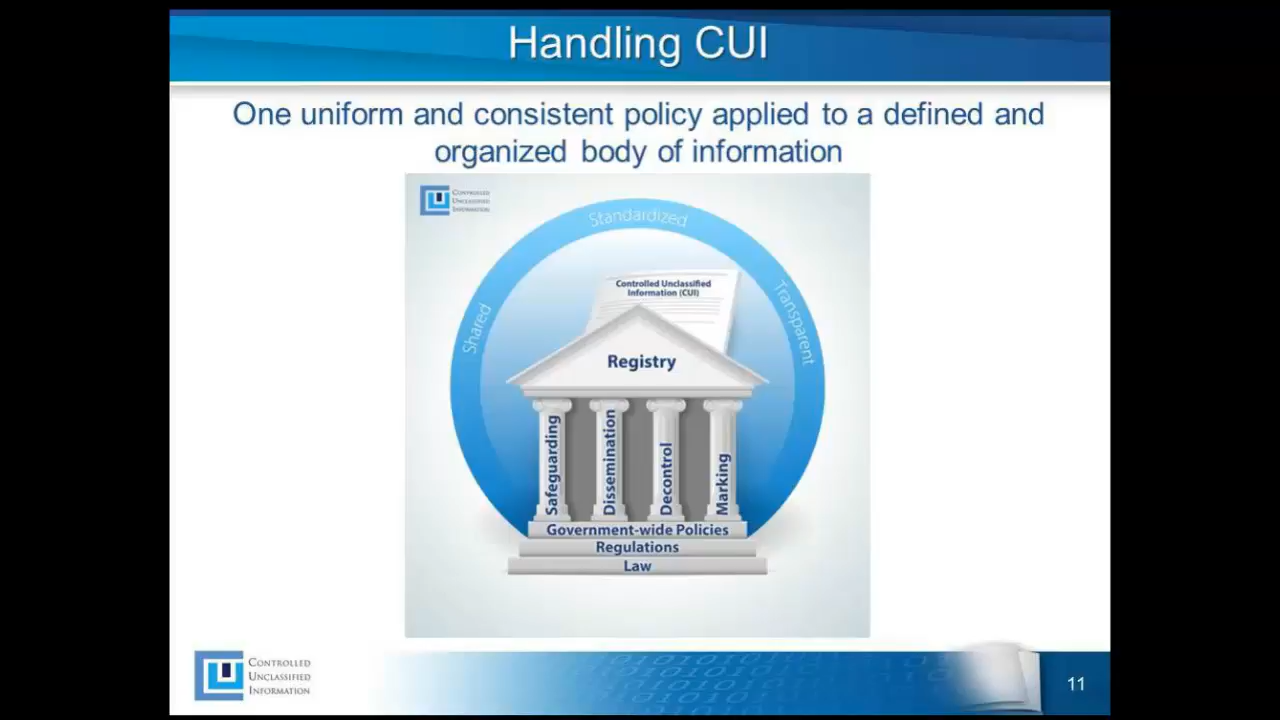 Handling CUI
One uniform and consistent policy applied to a defined and
organized body of information
CONTROLLED
UNCLASSIFIED
INFORMATION
Standardized
Shared
Transparent
Controlled Unclassified
Information (CUI)
Registry
Safeguarding
Dissemination
Decontrol
Marking
Government-wide Policies
Regulations
Law
CONTROLLED
UNCLASSIFIED
INFORMATION
11